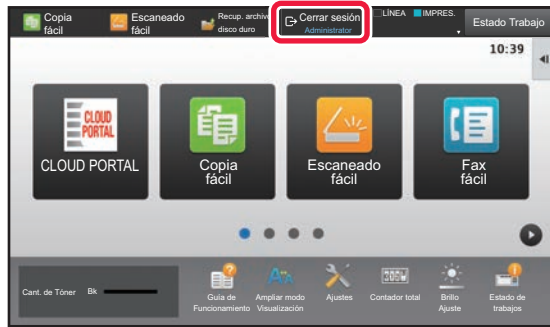 Copia
fácil
Escaneado
fácil
Recup. archivo
disco duro
Cerrar sesión
Administrator
LÍNEA
IMPRES.
Estado Trabajo
10:39
CLOUD
PORTAL
CLOUD PORTAL
Copia
fácil
Escaneado
fácil
Fax
fácil
Cant. de Tóner
Bk
Guía de
Funcionamiento
Ampliar modo
Visualización
Ajustes
Contador total
Brillo
Ajuste
Estado de
trabajos